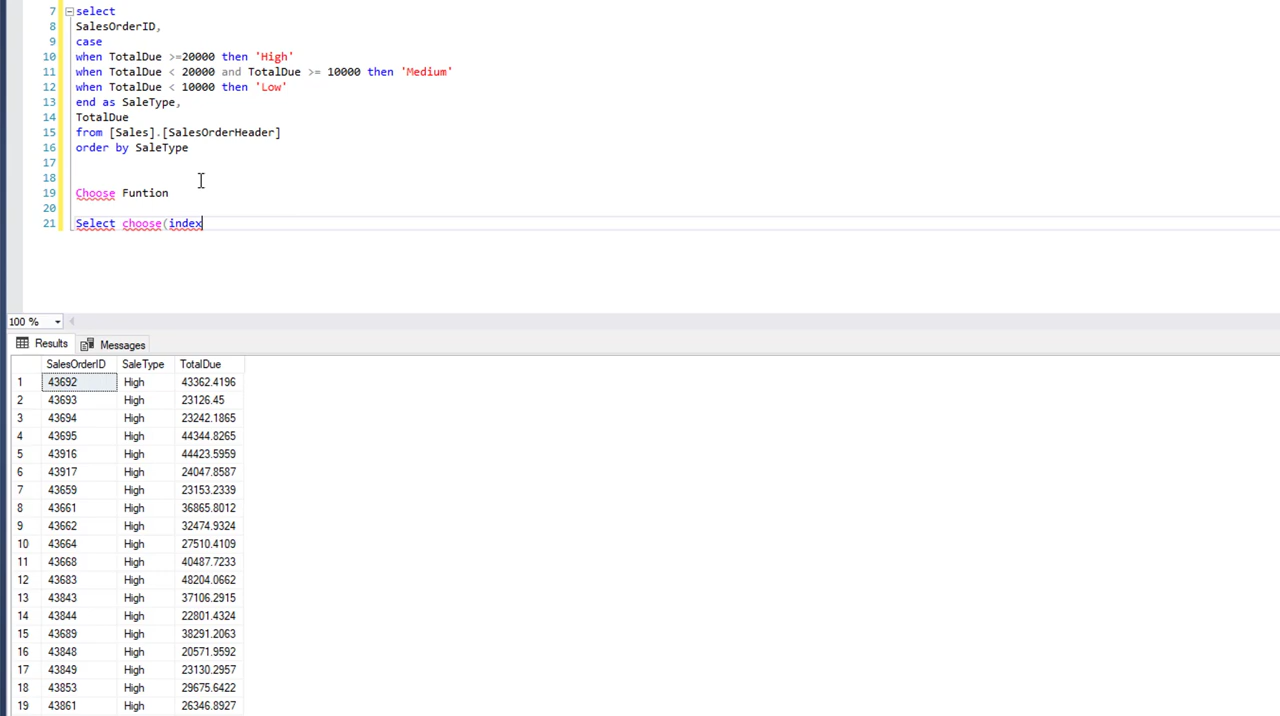 7 select
8 SalesOrderID,
9 case
10 when TotalDue >=20000 then 'High'
11 when TotalDue < 20000 and TotalDue >= 10000 then 'Medium'
12 when TotalDue < 10000 then 'Low'
13 end as SaleType,
14 TotalDue
15 from [Sales].[SalesOrderHeader]
16 order by SaleType
17
18
19 Choose Funtion
20
21 Select choose(index
100 %
Results Messages
SalesOrderID SaleType TotalDue
1 43692 High 43362.4196
2 43693 High 23126.45
3 43694 High 23242.1865
4 43695 High 44344.8265
5 43916 High 44423.5959
6 43917 High 24047.8587
7 43659 High 23153.2339
8 43661 High 36865.8012
9 43662 High 32474.9324
10 43664 High 27510.4109
11 43668 High 40487.7233
12 43683 High 48204.0662
13 43843 High 37106.2915
14 43844 High 22801.4324
15 43689 High 38291.2063
16 43848 High 20571.9592
17 43849 High 23130.2957
18 43853 High 29675.6422
19 43861 High 26346.8927